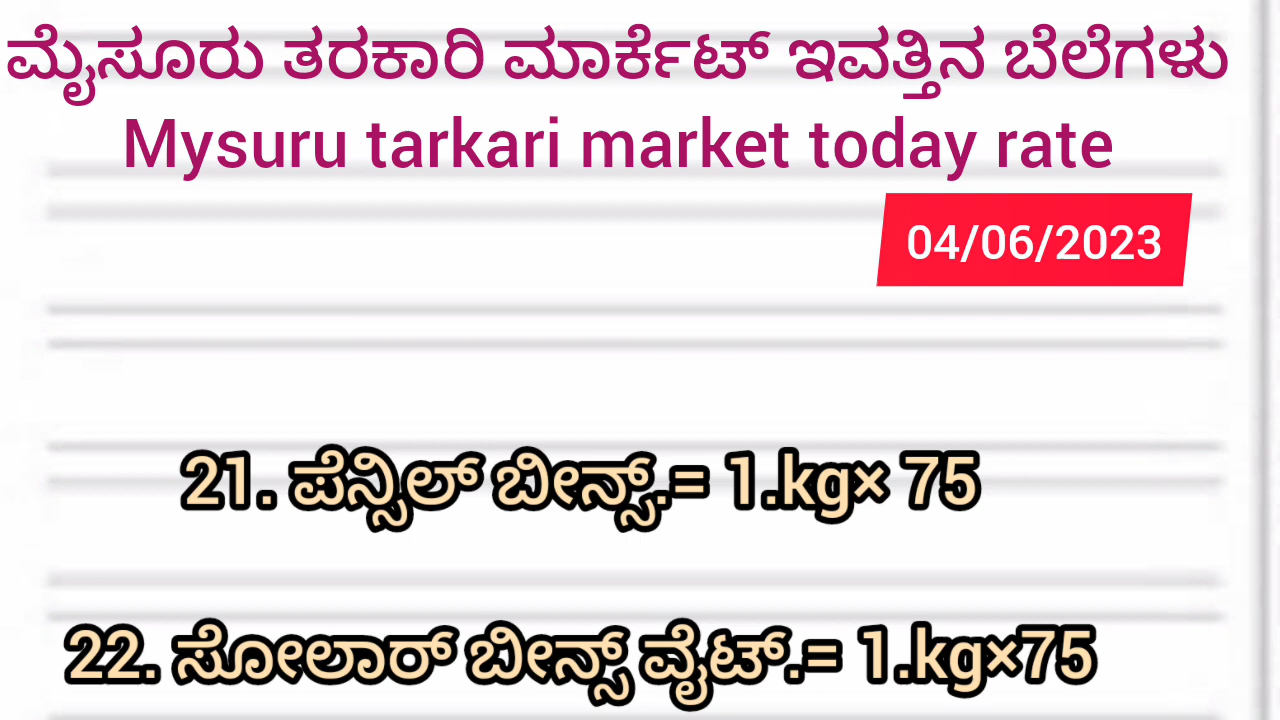 ಮೈಸೂರು ತರಕಾರಿ ಮಾರ್ಕೆಟ್ ಇವತ್ತಿನ ಬೆಲೆಗಳು
Mysuru tarkari market today rate
04/06/2023
21. ಪೆನ್ಸಿಲ್ ಬೀನ್ಸ್.= 1.kg× 75
22. ಸೋಲಾರ್ ಬೀನ್ಸ್ ವೈಟ್.= 1.kg×75